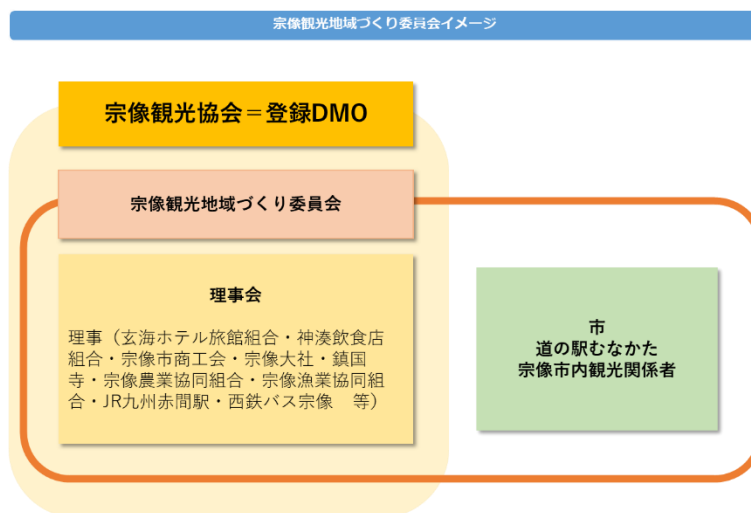 宗像観光地域づくり委員会イメージ
宗像観光協会＝登録DMO
宗像観光地域づくり委員会
理事会
理事（玄海ホテル旅館組合・神湊飲食店
組合・宗像市商工会・宗像大社・鎮国
寺・宗像農業協同組合・宗像漁業協同組
合・JR九州赤間駅・西鉄バス宗像　等）
市
道の駅むなかた
宗像市内観光関係者